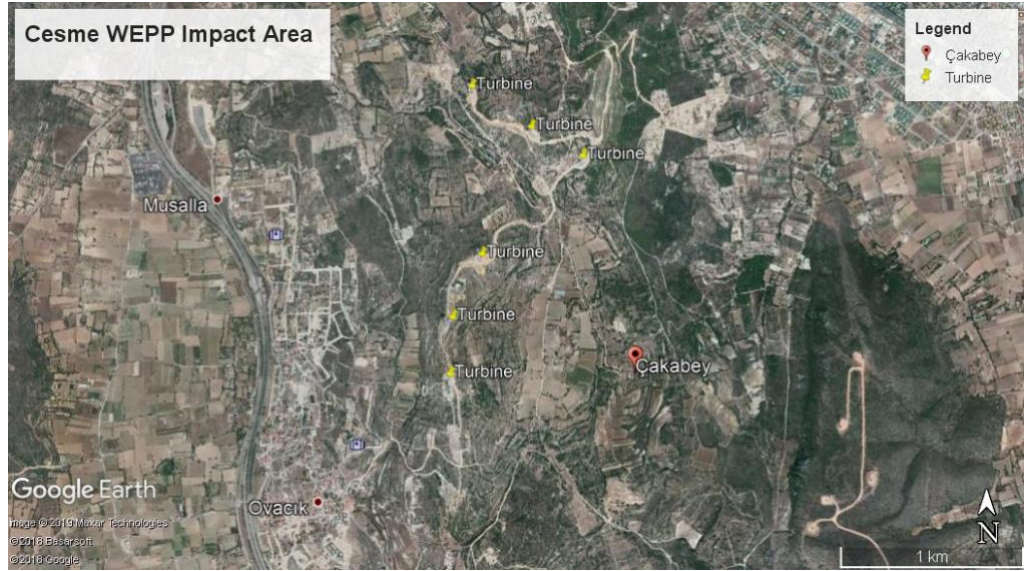 Cesme WEPP Impact Area
Legend
Çakabey
Turbine
Turbine
Turbine
Turbine
Musalla
Turbine
Turbine
Çakabey
Turbine
Ovacık
Google Earth
Image © 2019 Maxar Technologies
©2018 Basarsoft
©2018 Google
N
1 km